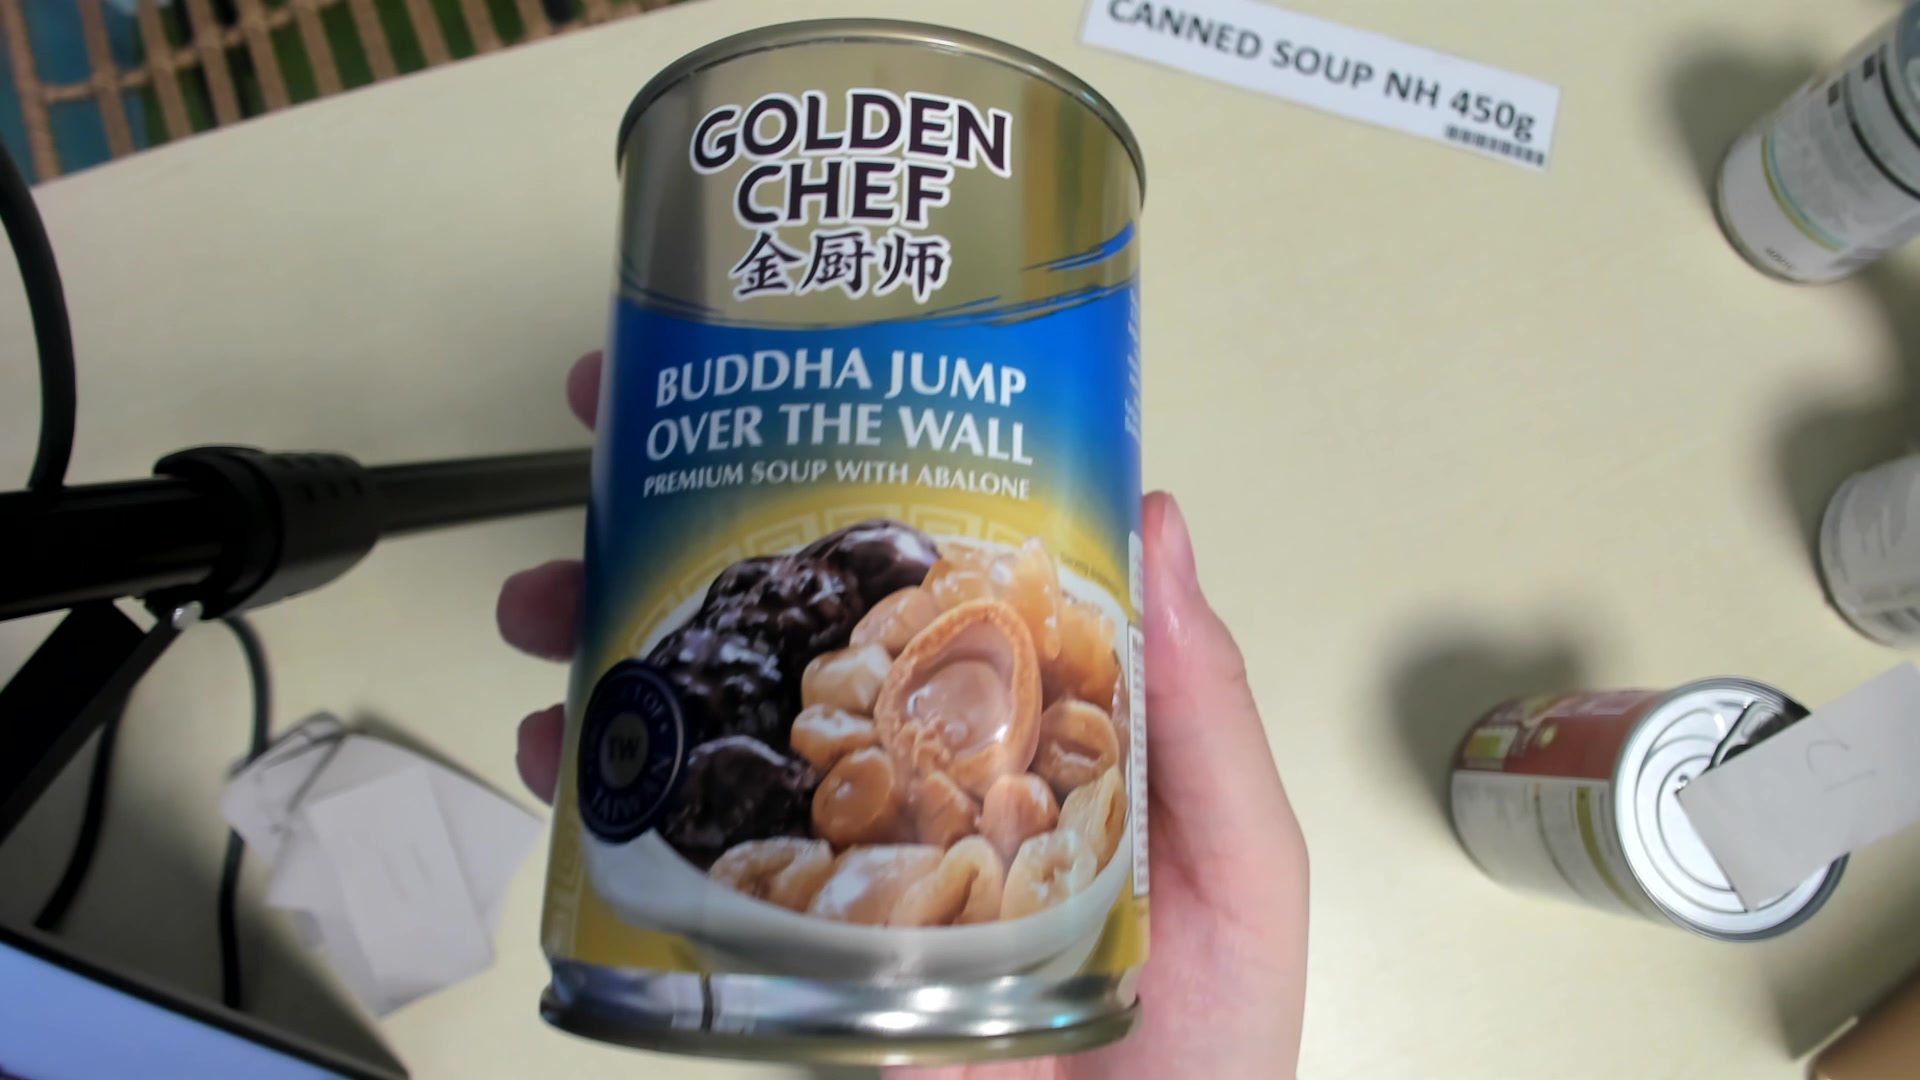 CANNED SOUP NH 450g
GOLDEN
CHEF
金厨师
BUDDHA JUMP
OVER THE WALL
PREMIUM SOUP WITH ABALONE
TW
TAIWAN